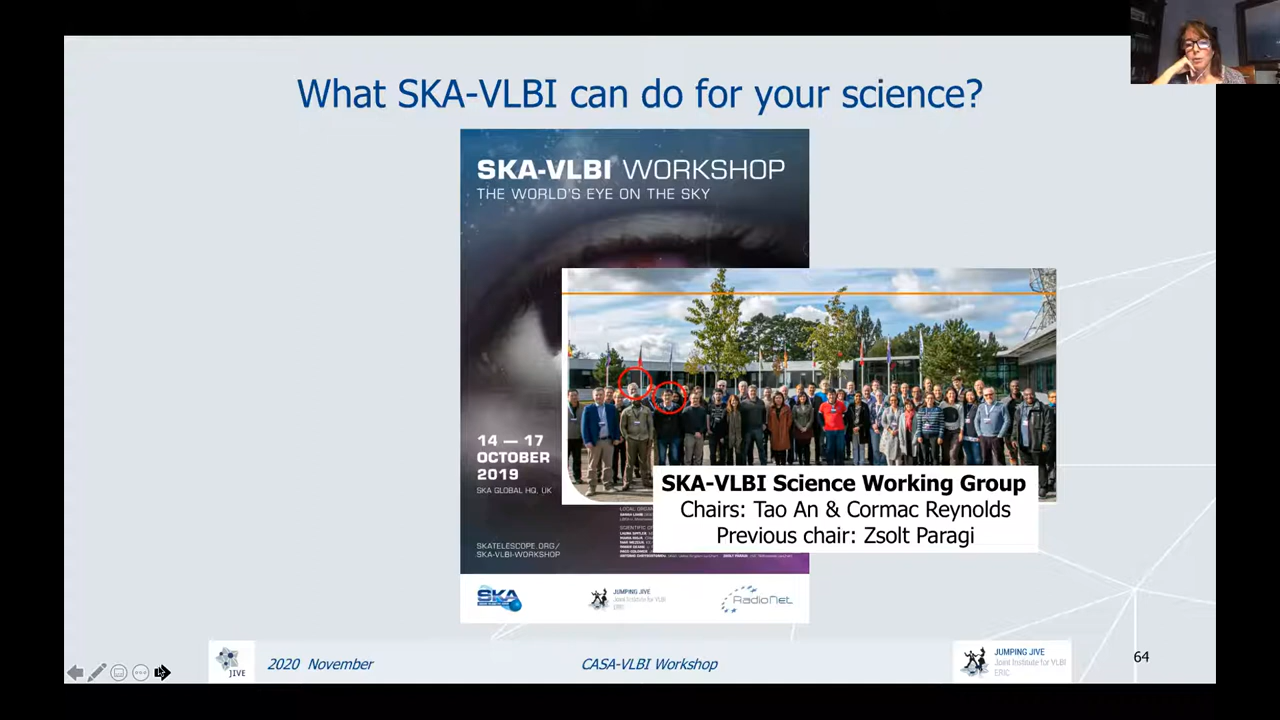 What SKA-VLBI can do for your science?
SKA-VLBI WORKSHOP
THE WORLD'S EYE ON THE SKY
14 — 17
OCTOBER
2019
SKA GLOBAL HQ, UK
SKATELESCOPE.ORG/
SKA-VLBI-WORKSHOP
SKA-VLBI Science Working Group
Chairs: Tao An & Cormac Reynolds
Previous chair: Zsolt Paragi
SKA
JUMPING JIVE
Joint Institute for VLBI
ERIC
RadioNet
JIVE
2020 November
CASA-VLBI Workshop
JUMPING JIVE
Joint Institute for VLBI
ERIC
64